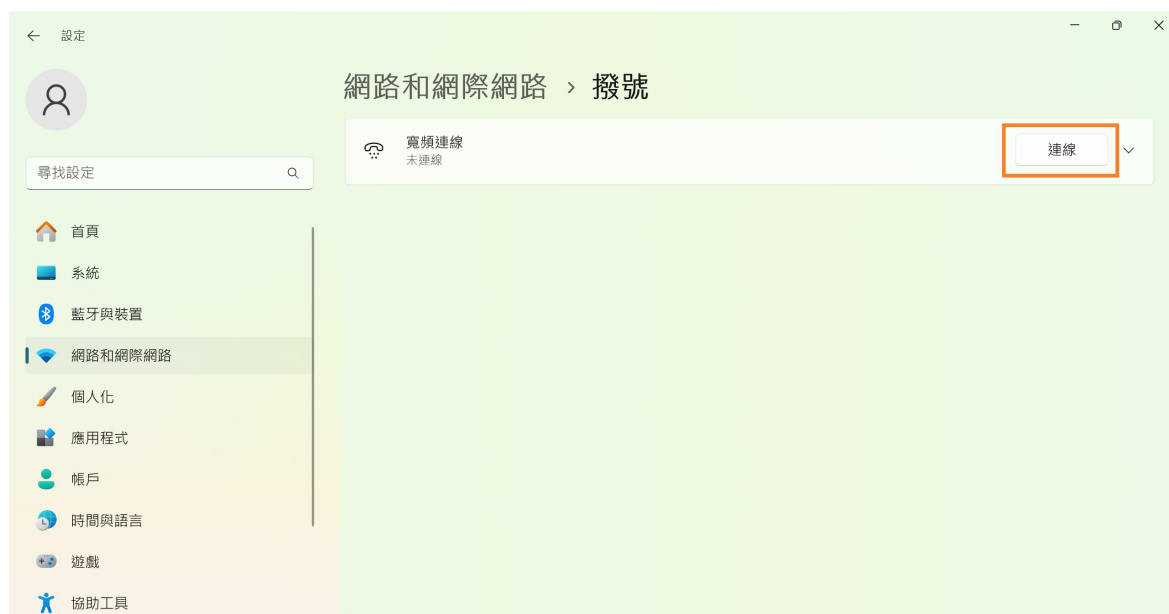 設定
網路和網際網路 › 撥號
寬頻連線
未連線
連線
尋找設定
首頁
系統
藍牙與裝置
網路和網際網路
個人化
應用程式
帳戶
時間與語言
遊戲
協助工具